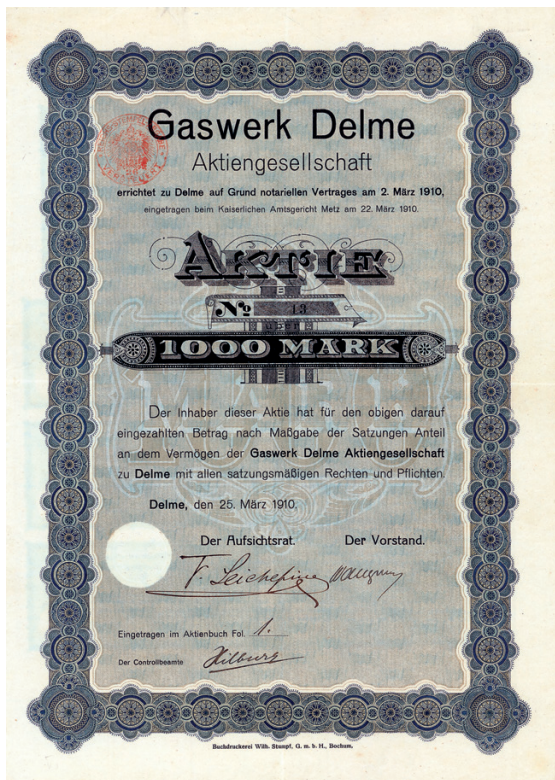 Gaswerk Delme
Aktiengesellschaft
errichtet zu Delme auf Grund notariellen Vertrages am 2. März 1910,
eingetragen beim Kaiserlichen Amtsgericht Metz am 22. März 1910.
AKTIE
B
No 13
über
1000 MARK
MARK
Der Inhaber dieser Aktie hat für den obigen darauf
eingezahlten Betrag nach Maßgabe der Satzungen Anteil
an dem Vermögen der Gaswerk Delme Aktiengesellschaft
zu Delme mit allen satzungsmäßigen Rechten und Pflichten.
Delme, den 25. März 1910.
Der Aufsichtsrat. Der Vorstand.
Eingetragen im Aktienbuch Fol. 1.
Der Controllbeamte Hilburg
Buchdruckerei Wilh. Stumpf, G. m. b. H., Bochum.